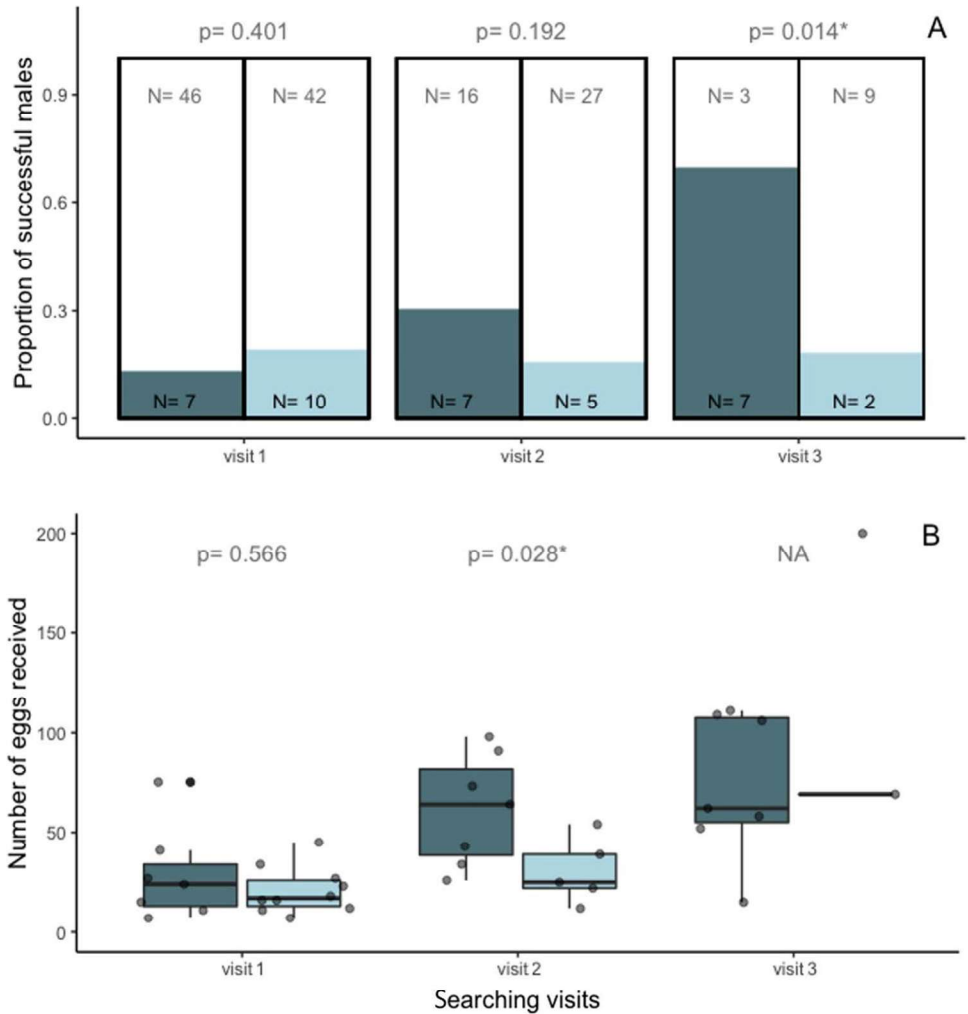 p= 0.401 p= 0.192 p= 0.014* A
Proportion of successful males
0.9
0.6
0.3
0.0
N= 46 N= 42 N= 16 N= 27 N= 3 N= 9
N= 7 N= 10 N= 7 N= 5 N= 7 N= 2
visit 1 visit 2 visit 3
B
Number of eggs received
200
150
100
50
0
p= 0.566 p= 0.028* NA
visit 1 visit 2 visit 3
Searching visits